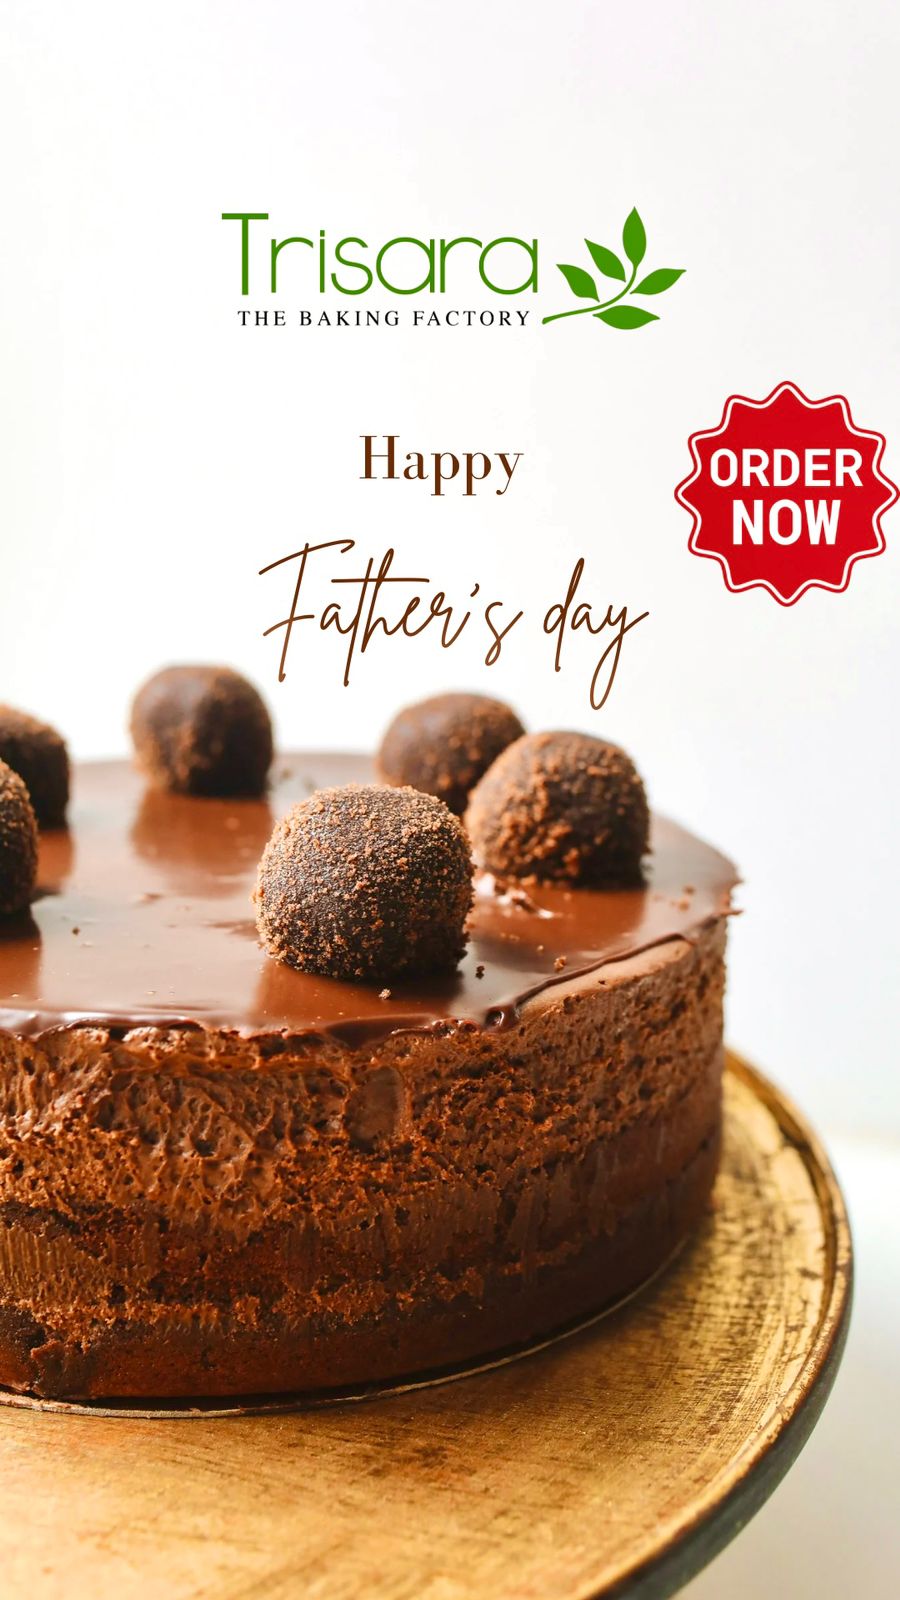 Trisara
THE BAKING FACTORY
Happy
Father's day
ORDER
NOW